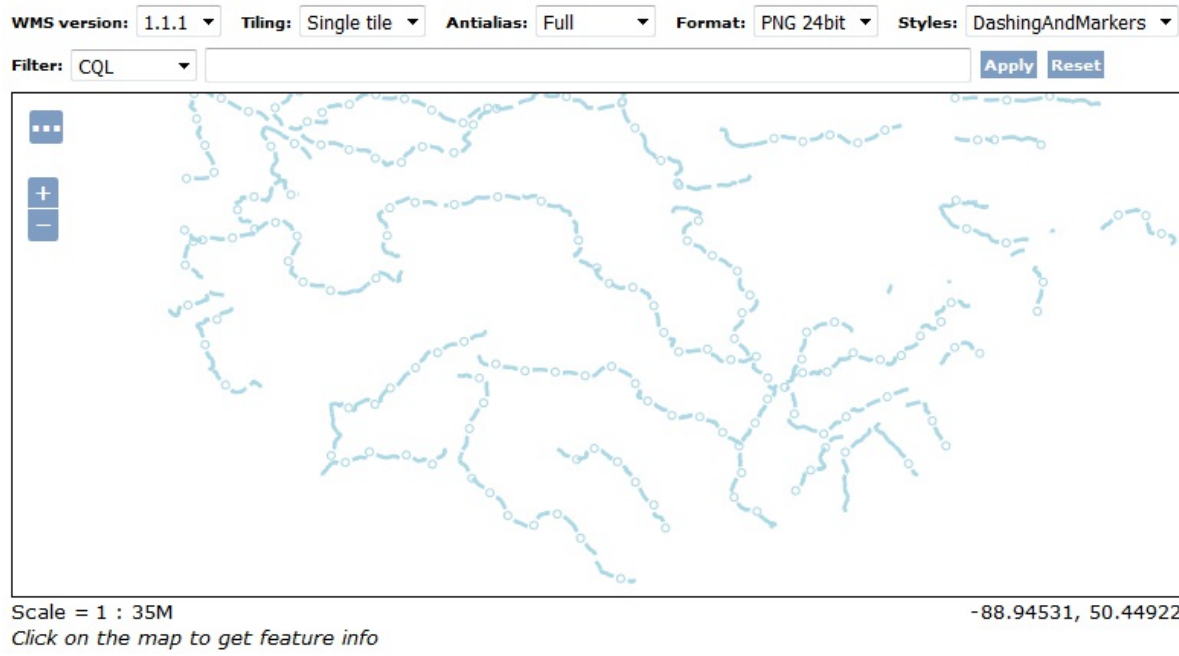 WMS version: 1.1.1 Tiling: Single tile Antialias: Full Format: PNG 24bit Styles: DashingAndMarkers
Filter: CQL Apply Reset
...
+
−
Scale = 1 : 35M -88.94531, 50.44922
Click on the map to get feature info